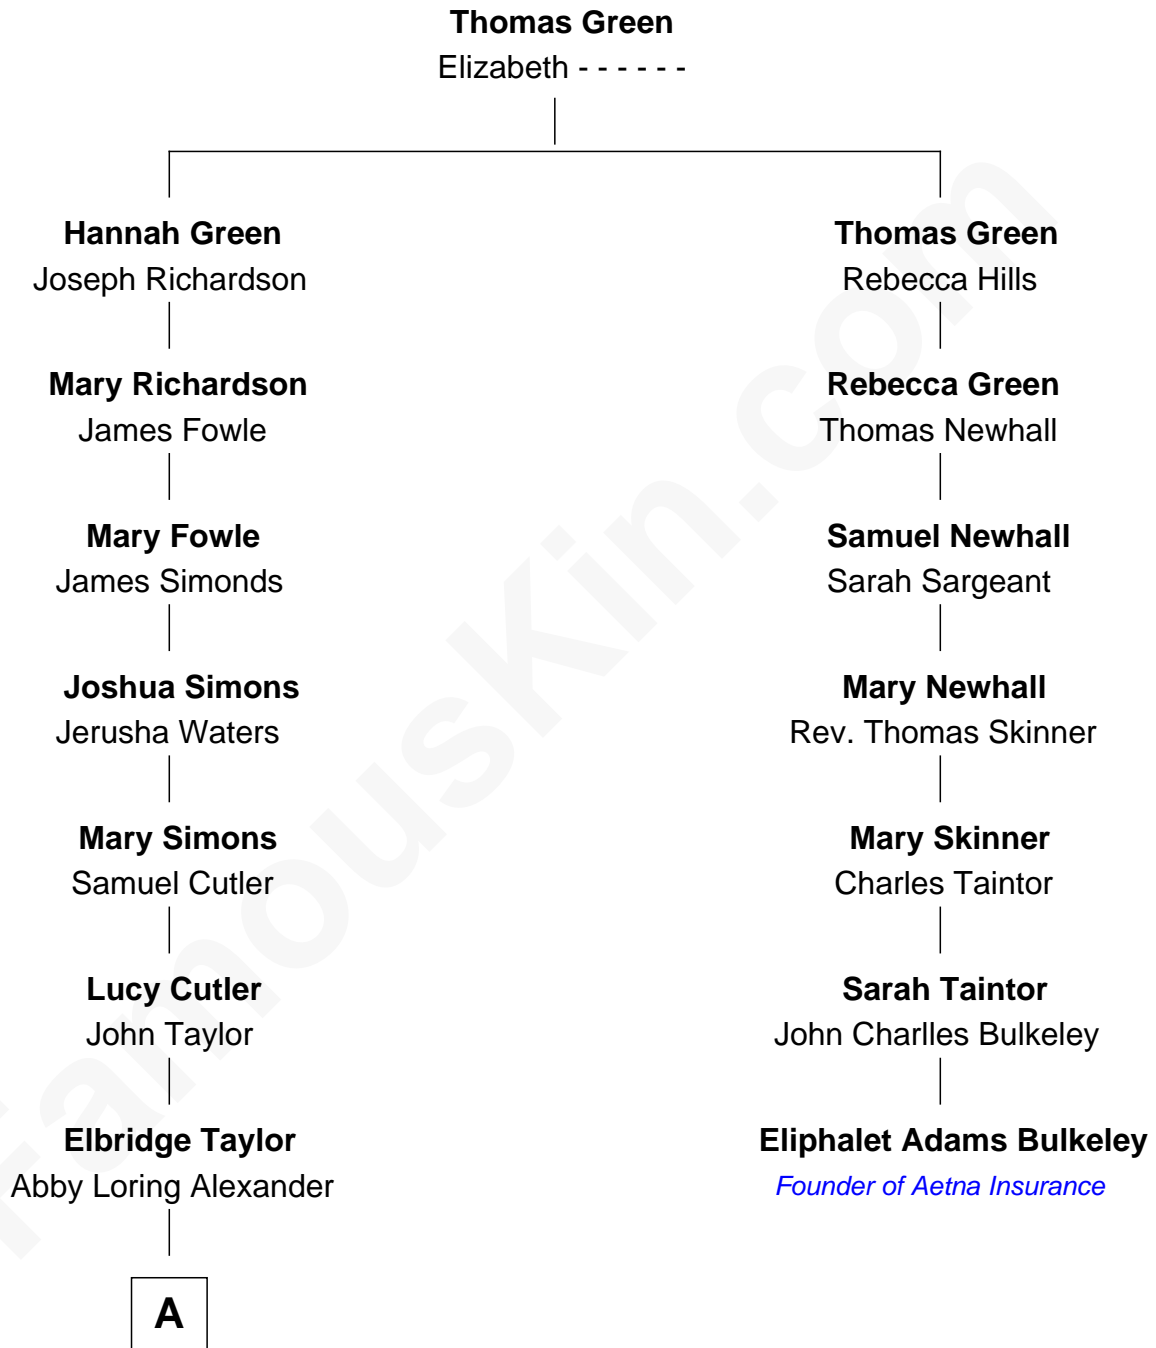 Thomas Green
Elizabeth - - - - - -
Hannah Green
Joseph Richardson
Mary Richardson
James Fowle
Mary Fowle
James Simonds
Joshua Simons
Jerusha Waters
Mary Simons
Samuel Cutler
Lucy Cutler
John Taylor
Elbridge Taylor
Abby Loring Alexander
A
Thomas Green
Rebecca Hills
Rebecca Green
Thomas Newhall
Samuel Newhall
Sarah Sargeant
Mary Newhall
Rev. Thomas Skinner
Mary Skinner
Charles Taintor
Sarah Taintor
John Charlles Bulkeley
Eliphalet Adams Bulkeley
Founder of Aetna Insurance
FamousKin.com